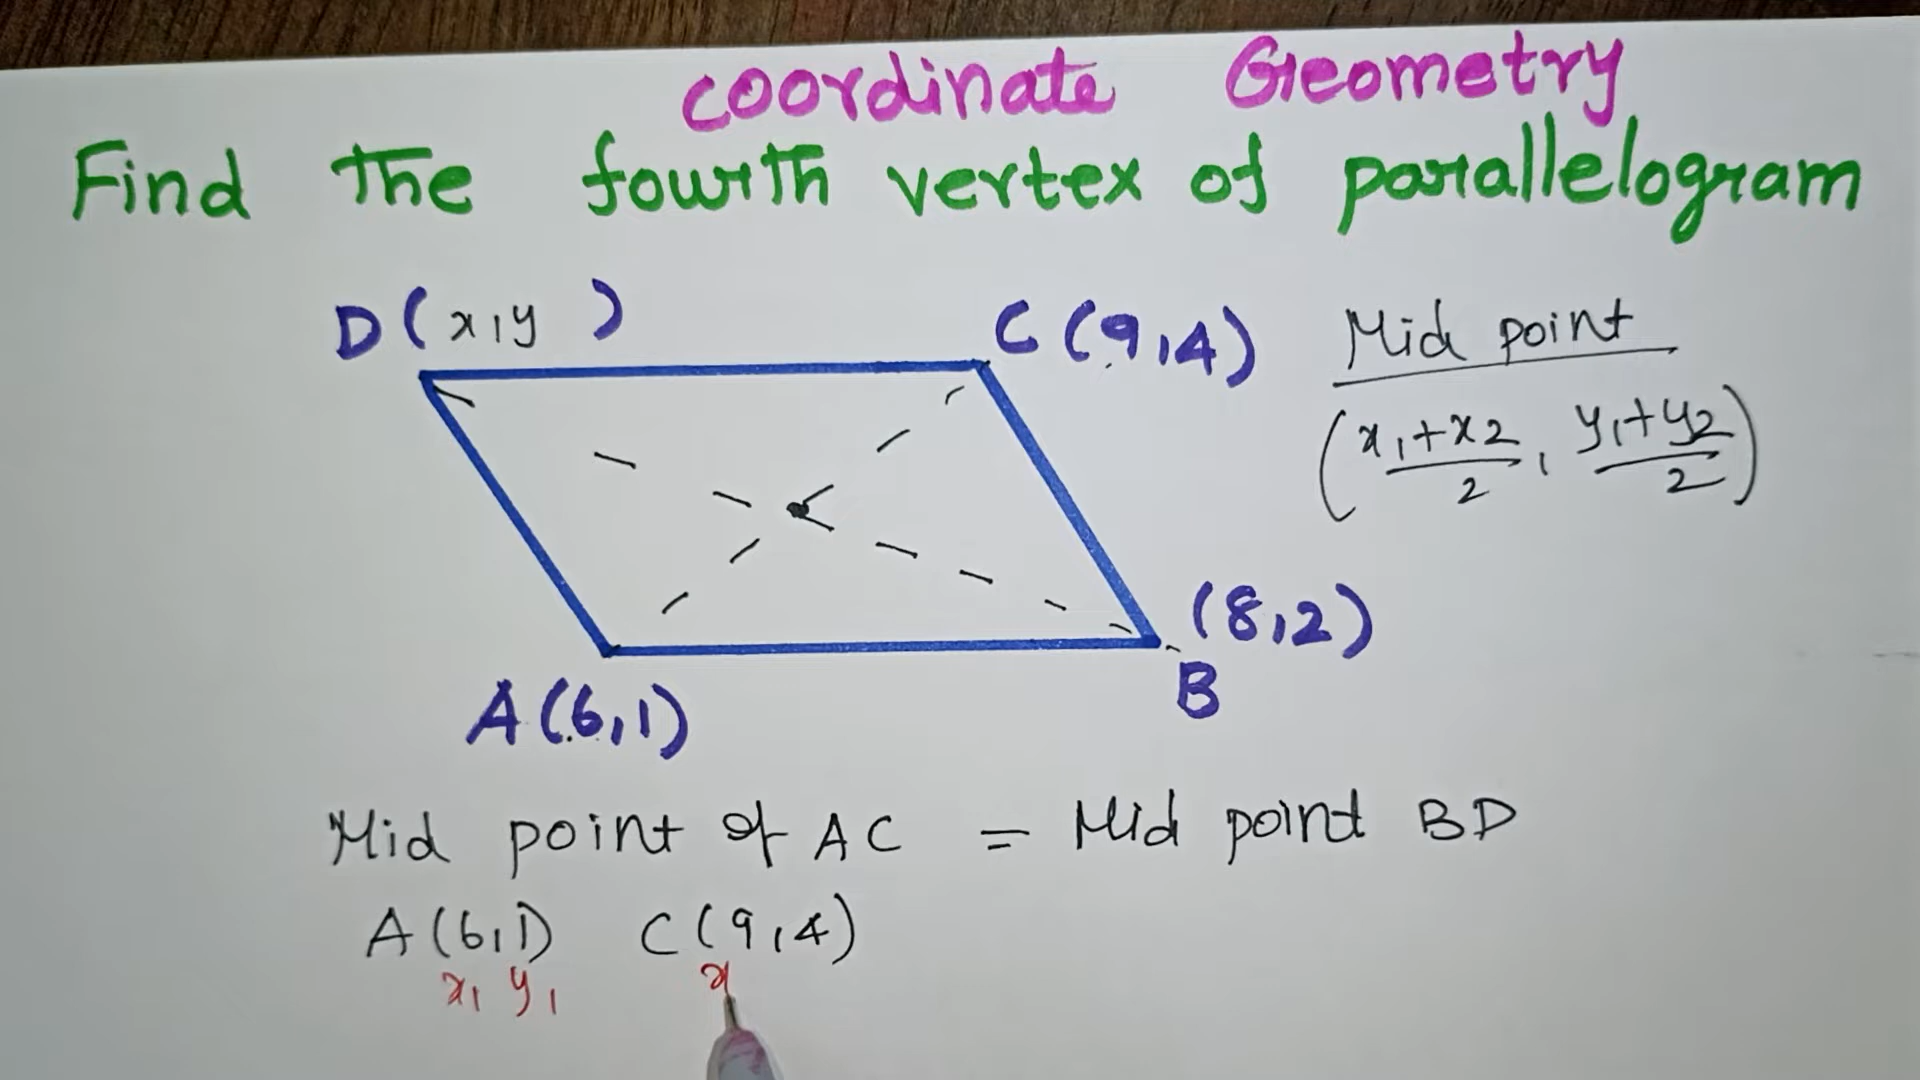 coordinate Geometry
Find the fourth vertex of parallelogram
D(x,y) C(9,4) Mid point
(x1+x2/2, y1+y2/2)
(8,2)
B
A(6,1)
Mid point of AC = Mid point BD
A(6,1) C(9,4)
x1 y1 x